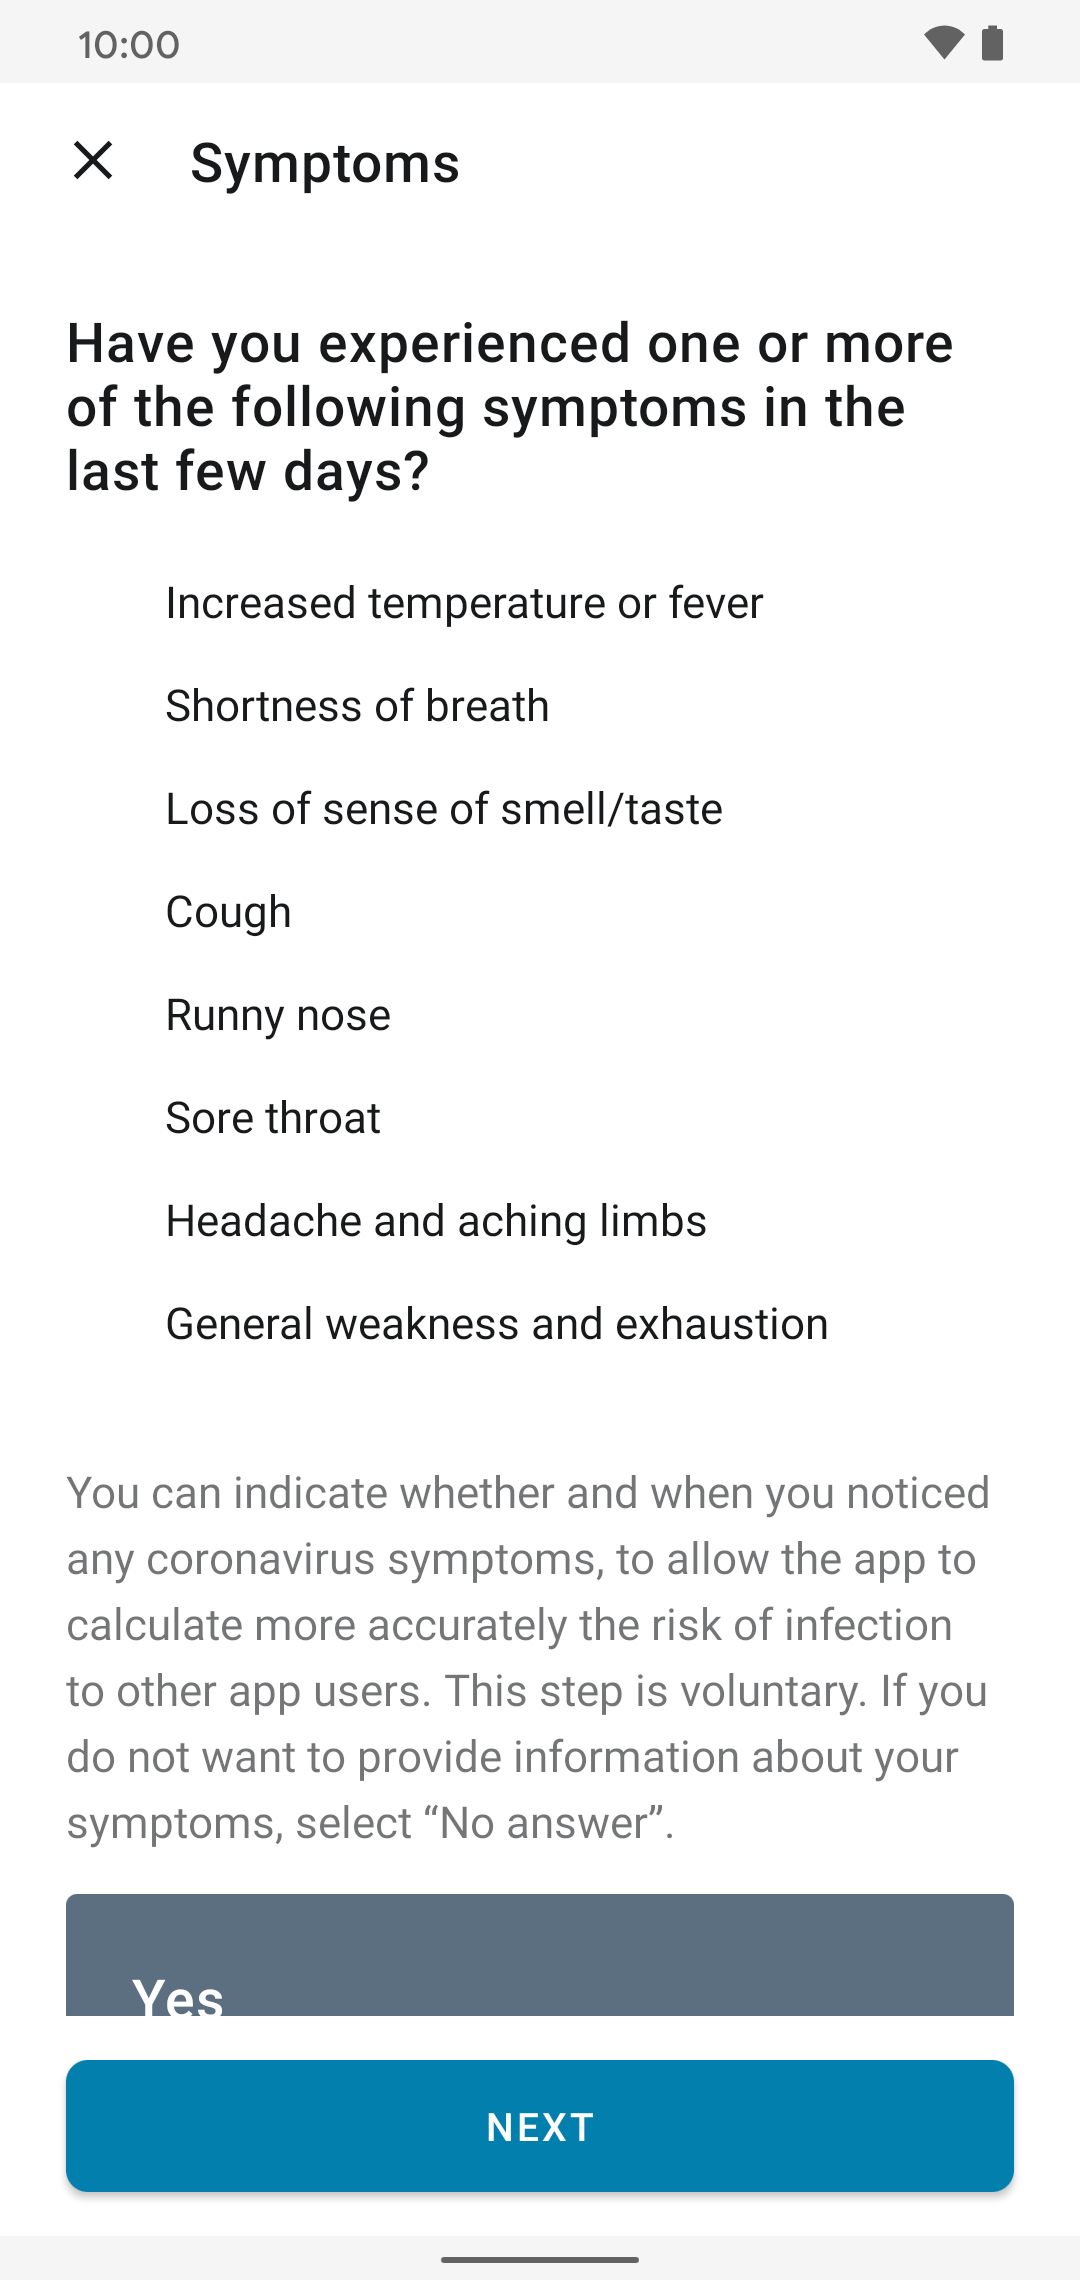 10:00
Symptoms
Have you experienced one or more
of the following symptoms in the
last few days?
Increased temperature or fever
Shortness of breath
Loss of sense of smell/taste
Cough
Runny nose
Sore throat
Headache and aching limbs
General weakness and exhaustion
You can indicate whether and when you noticed
any coronavirus symptoms, to allow the app to
calculate more accurately the risk of infection
to other app users. This step is voluntary. If you
do not want to provide information about your
symptoms, select “No answer”.
Yes
NEXT